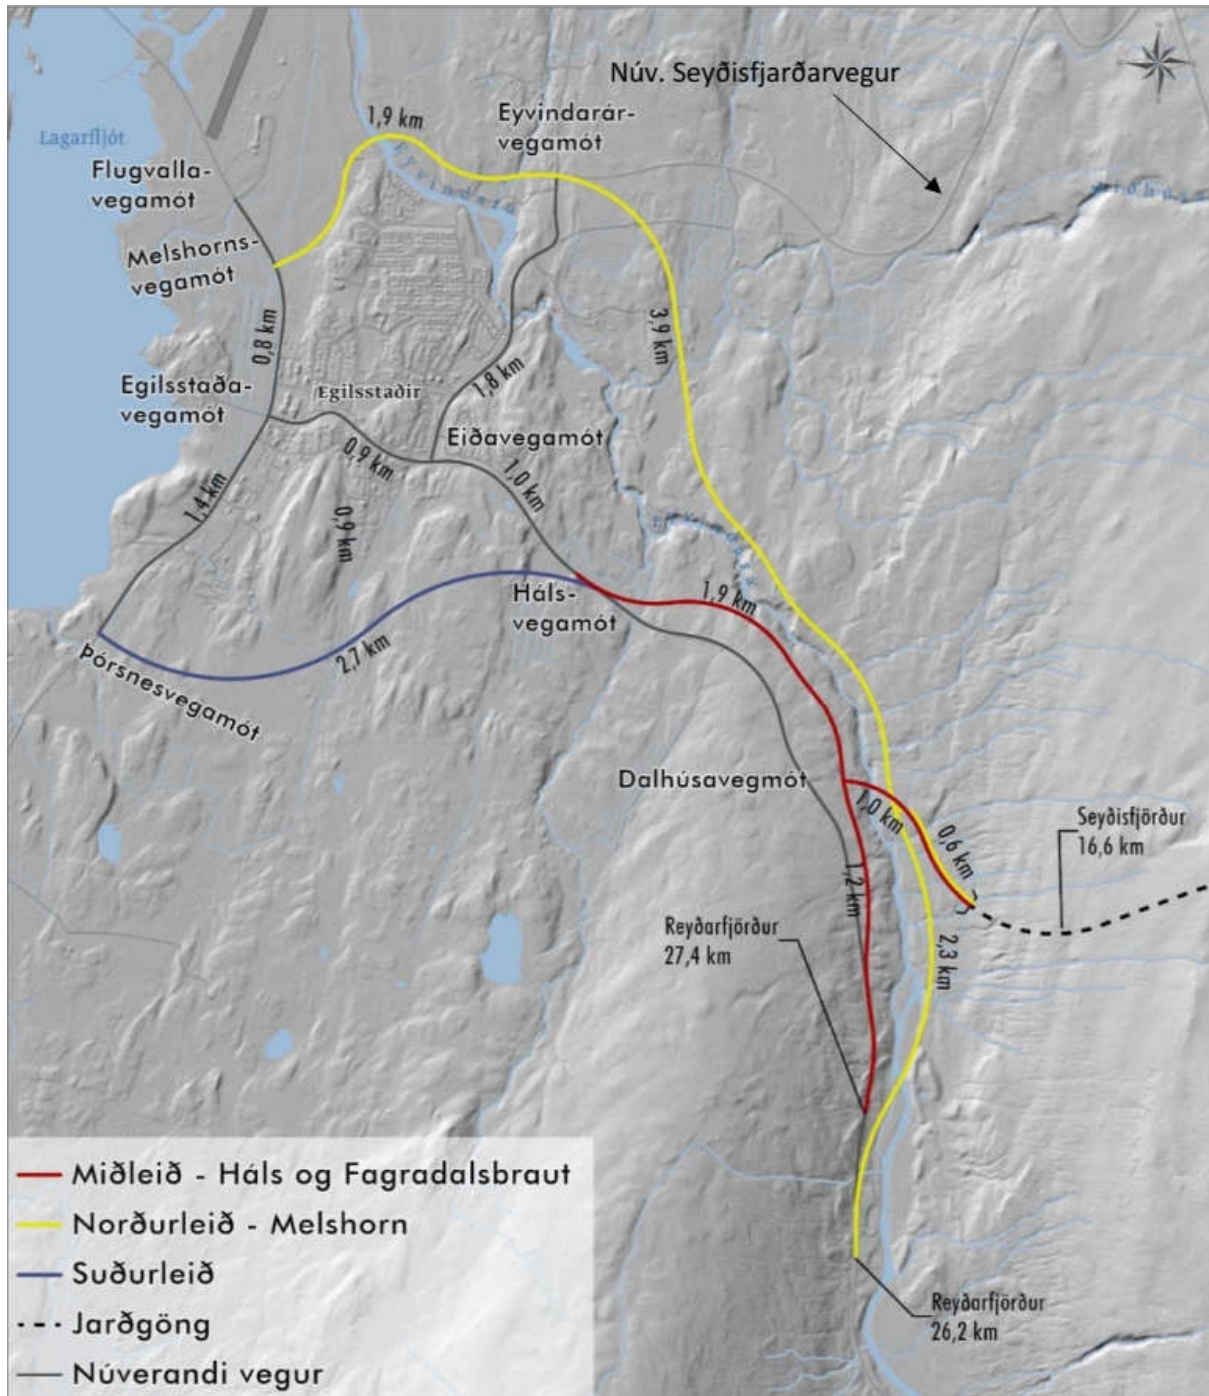 Núv. Seyðisfjarðarvegur
1,9 km
Eyvindarár-
vegamót
Lagarfljót
Flugvalla-
vegamót
Eyvindará
Melshorns-
vegamót
0,8 km
3,9 km
Egilsstaða-
vegamót
Egilsstaðir
1,8 km
Eiðavegamót
0,9 km
1,0 km
1,4 km
0,9 km
Háls-
vegamót
1,9 km
2,7 km
Þórsnesvegamót
Dalhúsavegmót
1,0 km
0,6 km
Seyðisfjörður
16,6 km
1,2 km
Reyðarfjörður
27,4 km
2,3 km
Miðleið - Háls og Fagradalsbraut
Norðurleið - Melshorn
Suðurleið
Jarðgöng
Núverandi vegur
Reyðarfjörður
26,2 km